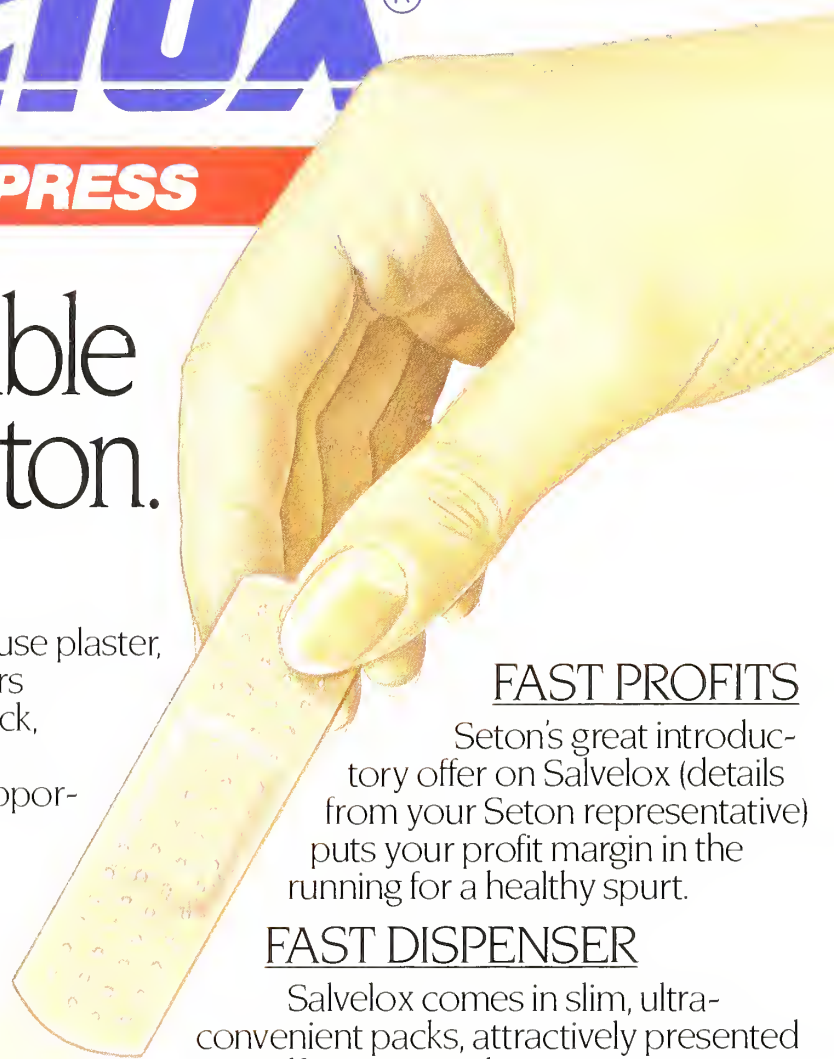 ®
PRESS
ble
ton.
use plaster,
rs
ck,
oppor-
FAST PROFITS
Seton's great introduc-
tory offer on Salvelox (details
from your Seton representative)
puts your profit margin in the
running for a healthy spurt.
FAST DISPENSER
Salvelox comes in slim, ultra-
convenient packs, attractively presented